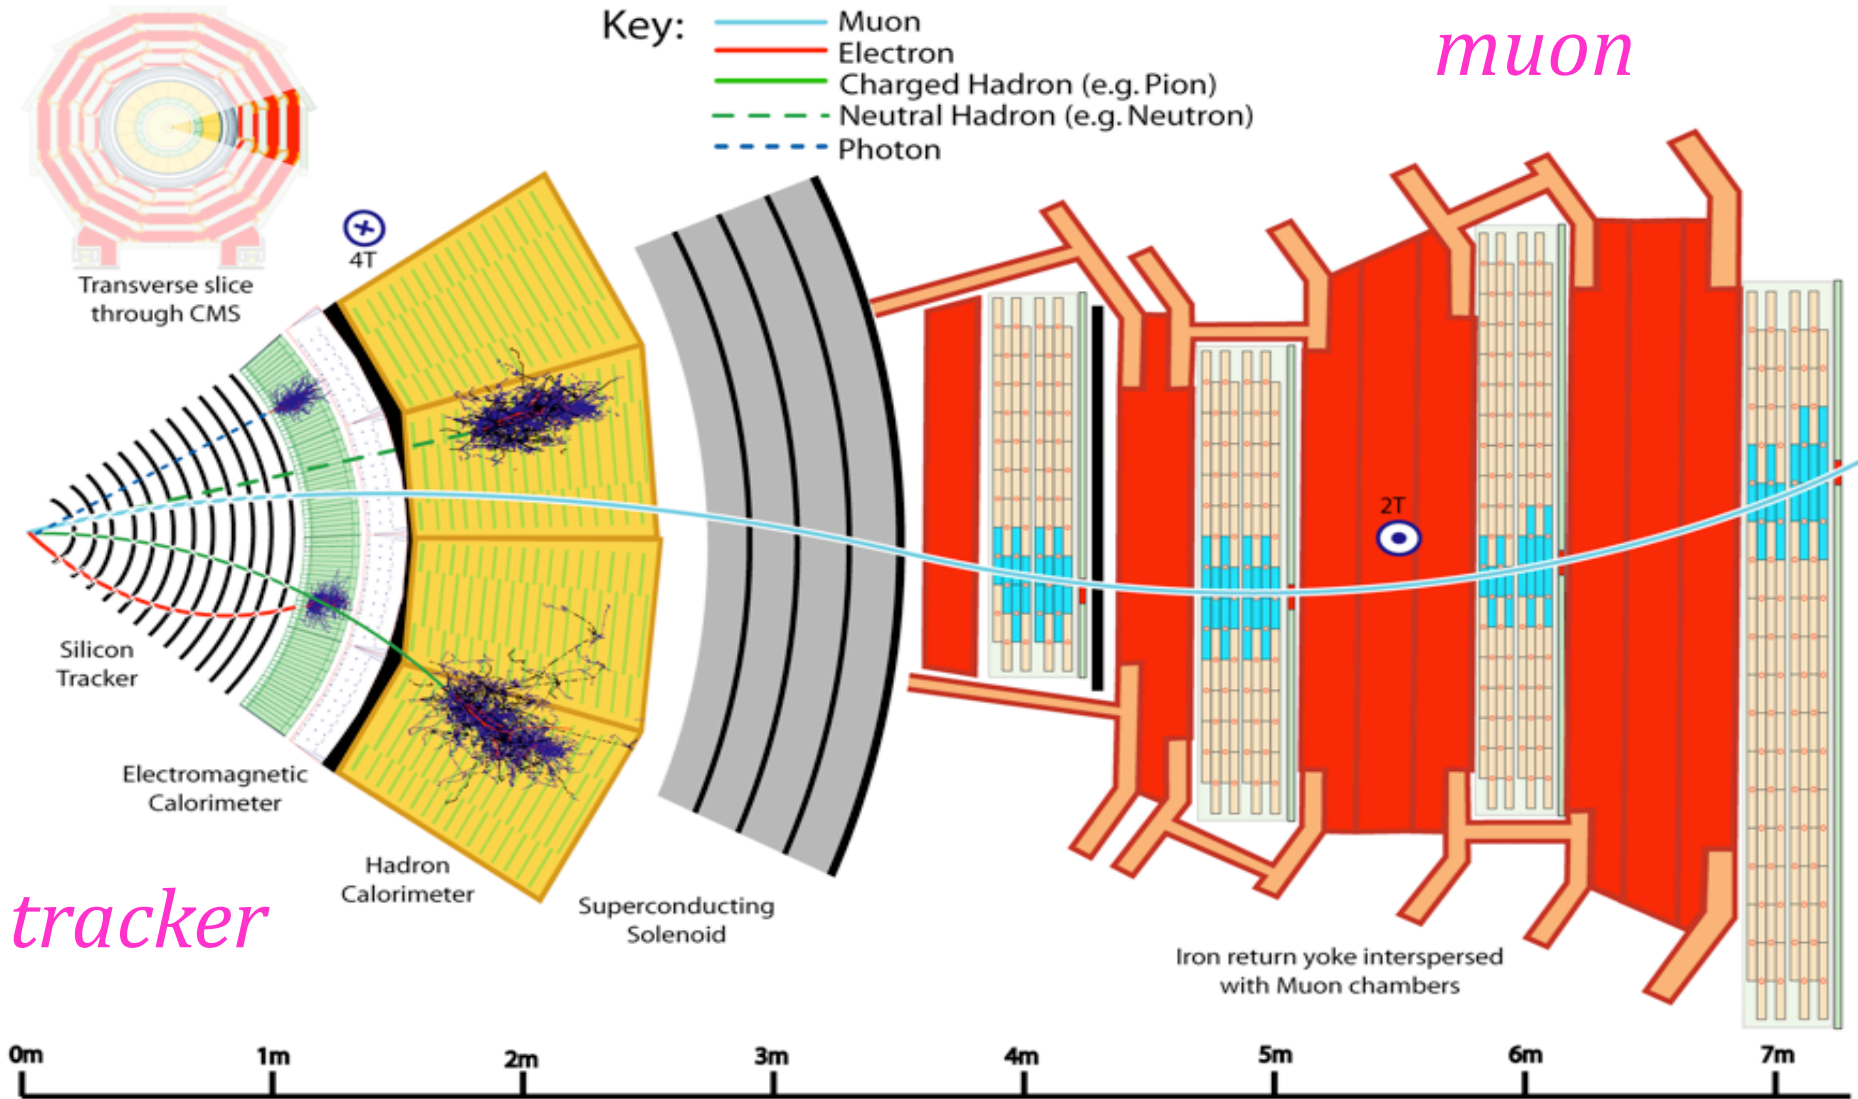 Key:
Muon
Electron
Charged Hadron (e.g. Pion)
Neutral Hadron (e.g. Neutron)
Photon
muon
4T
Transverse slice
through CMS
2T
Silicon
Tracker
Electromagnetic
Calorimeter
Hadron
Calorimeter
tracker
Superconducting
Solenoid
Iron return yoke interspersed
with Muon chambers
0m 1m 2m 3m 4m 5m 6m 7m